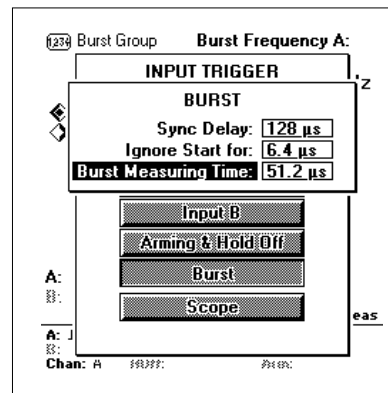 1234 Burst Group Burst Frequency A:
INPUT TRIGGER
z
BURST
Sync Delay: 128 µs
Ignore Start for: 6.4 µs
Burst Measuring Time: 51.2 µs
Input B
Arming & Hold Off
Burst
A:
B:
Scope
eas
A: J
B:
Chan: A